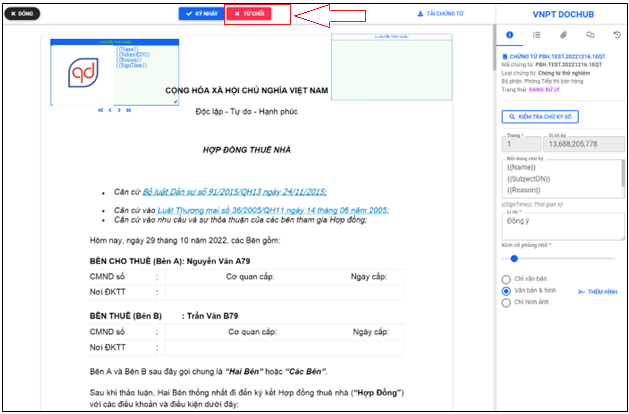 ĐÓNG
KÝ NHÁY
TỪ CHỐI
TẢI CHỨNG TỪ
VNPT DOCHUB
{{Name}}
{{SubjectDN}}
{{Reason}}
{{SignTime}}
CỘNG HÒA XÃ HỘI CHỦ NGHĨA VIỆT NAM
Độc lập - Tự do - Hạnh phúc
HỢP ĐỒNG THUÊ NHÀ
Căn cứ Bộ luật Dân sự số 91/2015/QH13 ngày 24/11/2015;
Căn cứ vào Luật Thương mại số 36/2005/QH11 ngày 14 tháng 06 năm 2005;
Căn cứ vào nhu cầu và sự thỏa thuận của các bên tham gia Hợp đồng;
Hôm nay, ngày 29 tháng 10 năm 2022, các Bên gồm:
BÊN CHO THUÊ (Bên A): Nguyễn Văn A79
CMND số : Cơ quan cấp: Ngày cấp:
Nơi ĐKTT :
BÊN THUÊ (Bên B) : Trần Văn B79
CMND số : Cơ quan cấp: Ngày cấp:
Nơi ĐKTT :
Bên A và Bên B sau đây gọi chung là “Hai Bên” hoặc “Các Bên”.
Sau khi thảo luận, Hai Bên thống nhất đi đến ký kết Hợp đồng thuê nhà (“Hợp Đồng”)
với các điều khoản và điều kiện dưới đây:
CHỨNG TỪ PBH.TEST.20221216.1EQT
Mã chứng từ: PBH.TEST.20221216.1EQT
Loại chứng từ: Chứng từ thử nghiệm
Bộ phận: Phòng Tiếp thị bán hàng
Trạng thái: ĐANG XỬ LÝ
KIỂM TRA CHỮ KÝ SỐ
Trang *
1
Vị trí ký
13,688,205,778
Nội dung chữ ký
{{Name}}
{{SubjectDN}}
{{Reason}}
{{SignTime}}: Thời gian ký
Lí do *
Đồng ý
Kích cỡ phông chữ *
Chỉ văn bản
Văn bản & hình
THÊM HÌNH
Chỉ hình ảnh